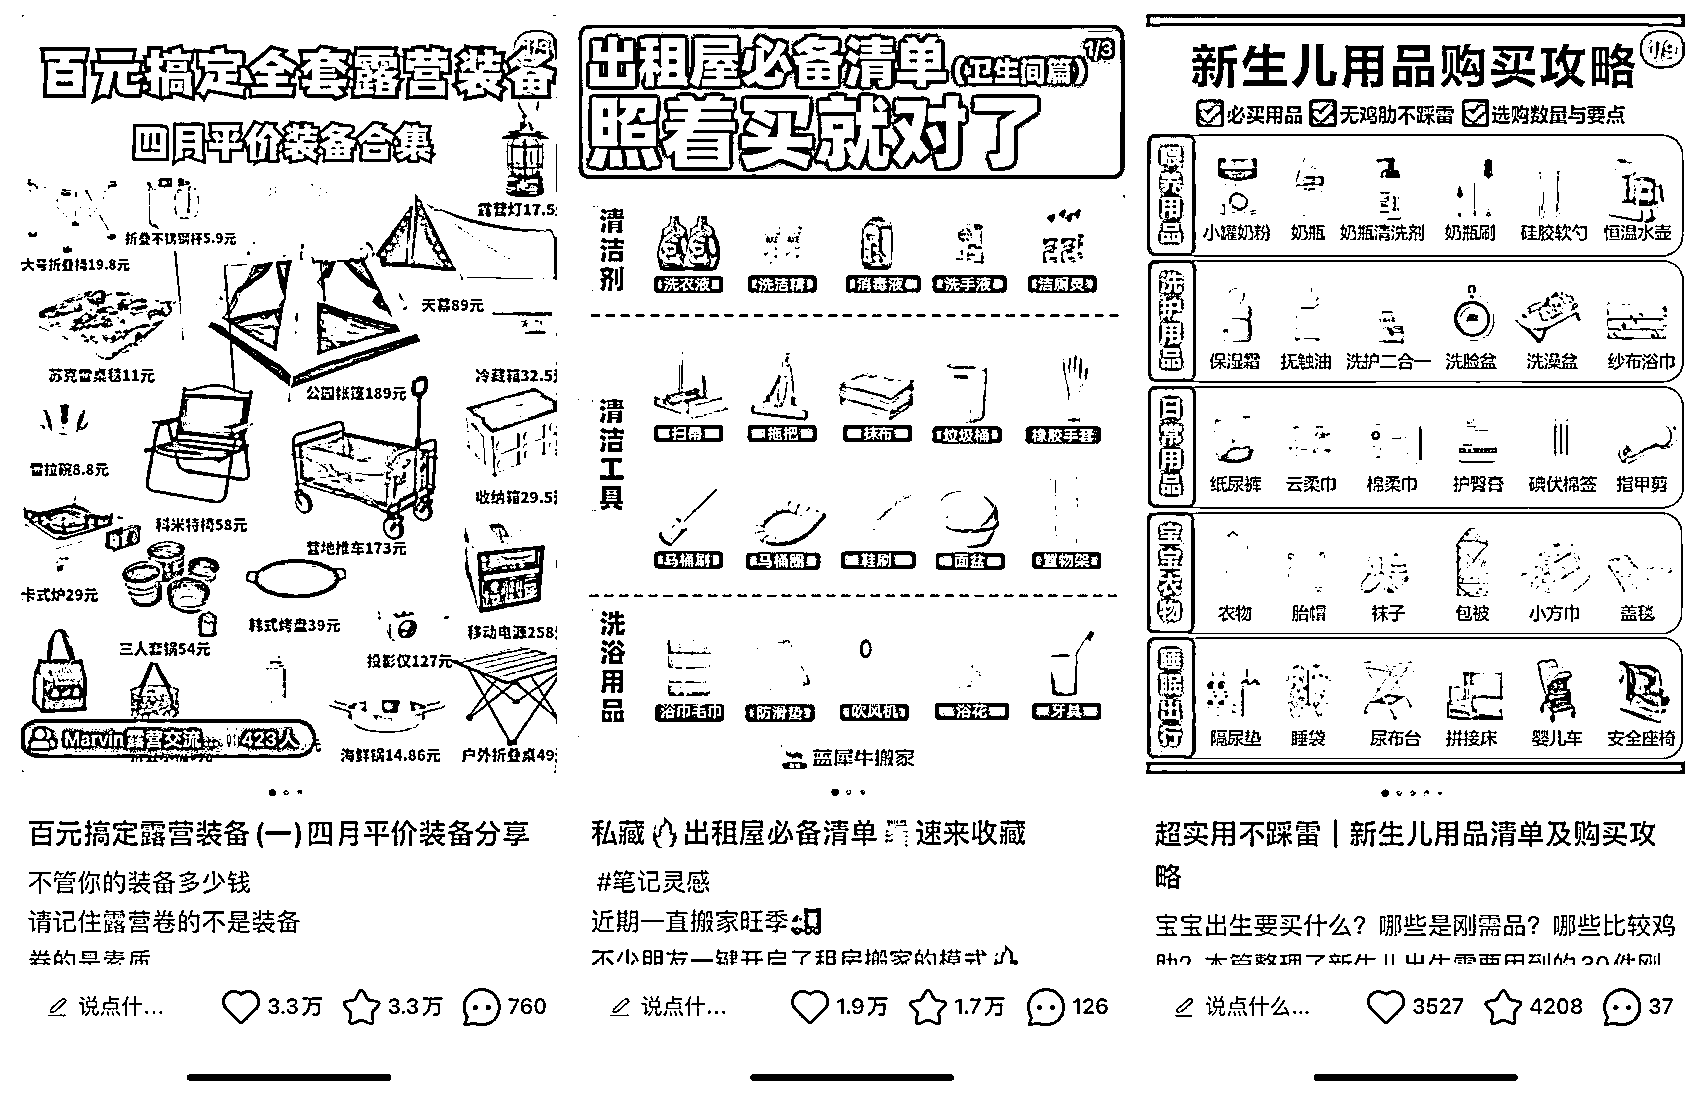 百元搞定全套露营装备
四月平价装备合集
露营灯17.5
折叠不锈钢杯5.9元
大号折叠椅19.8元
天幕89元
苏克雷桌毯11元
公园帐篷189元
冷藏箱32.5
雪拉碗8.8元
收纳箱29.5
科米特椅58元
营地推车173元
卡式炉29元
韩式烤盘39元
移动电源258
三人套锅54元
投影仪127元
Marvin露营交流
423人
海鲜锅14.86元
户外折叠桌49
百元搞定露营装备(一)四月平价装备分享
不管你的装备多少钱
请记住露营卷的不是装备
卷的是素质
说点什...
3.3万
3.3万
760
出租屋必备清单(卫生间篇)
1/3
照着买就对了
清洁剂
洗衣液
洗洁精
消毒液
洗手液
洁厕灵
清洁工具
扫帚
拖把
抹布
垃圾桶
橡胶手套
马桶刷
马桶圈
鞋刷
面盆
置物架
洗浴用品
浴巾毛巾
防滑垫
吹风机
浴花
牙具
蓝犀牛搬家
私藏 出租屋必备清单 速来收藏
#笔记灵感
近期一直搬家旺季
不少朋友一键开启了租房搬家的模式
说点什...
1.9万
1.7万
126
新生儿用品购买攻略
必买用品 无鸡肋不踩雷 选购数量与要点
喂养用品
小罐奶粉 奶瓶 奶瓶清洗剂 奶瓶刷 硅胶软勺 恒温水壶
洗护用品
保湿霜 抚触油 洗护二合一 洗脸盆 洗澡盆 纱布浴巾
日常用品
纸尿裤 云柔巾 棉柔巾 护臀膏 碘伏棉签 指甲剪
宝宝衣物
衣物 胎帽 袜子 包被 小方巾 盖毯
睡眠出行
隔尿垫 睡袋 尿布台 拼接床 婴儿车 安全座椅
超实用不踩雷｜新生儿用品清单及购买攻
略
宝宝出生要买什么？哪些是刚需品？哪些比较鸡
肋？本篇整理了新生儿出生需要用到的30件刚
说点什么...
3527
4208
37